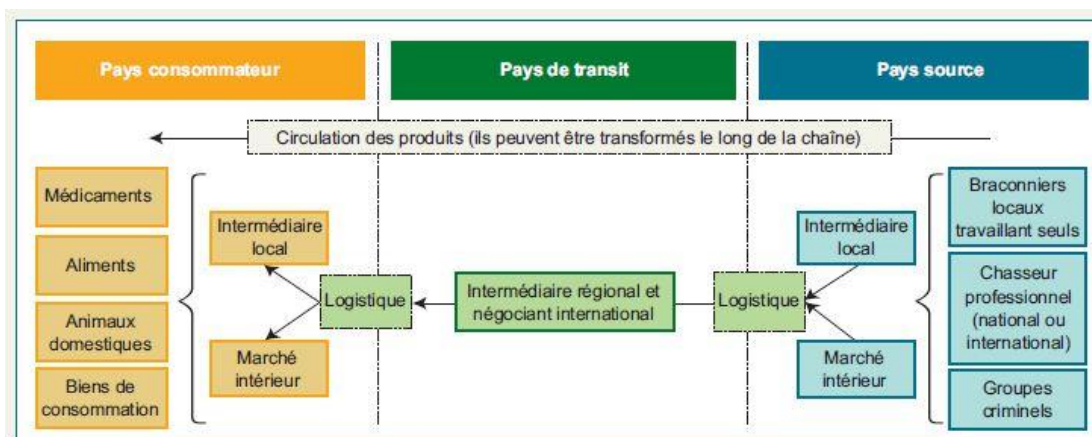 Pays consommateur
Pays de transit
Pays source
Circulation des produits (ils peuvent être transformés le long de la chaîne)
Médicaments
Aliments
Animaux
domestiques
Biens de
consommation
Intermédiaire
local
Marché
intérieur
Logistique
Intermédiaire régional et
négociant international
Logistique
Intermédiaire
local
Marché
intérieur
Braconniers
locaux
travaillant seuls
Chasseur
professionnel
(national ou
international)
Groupes
criminels